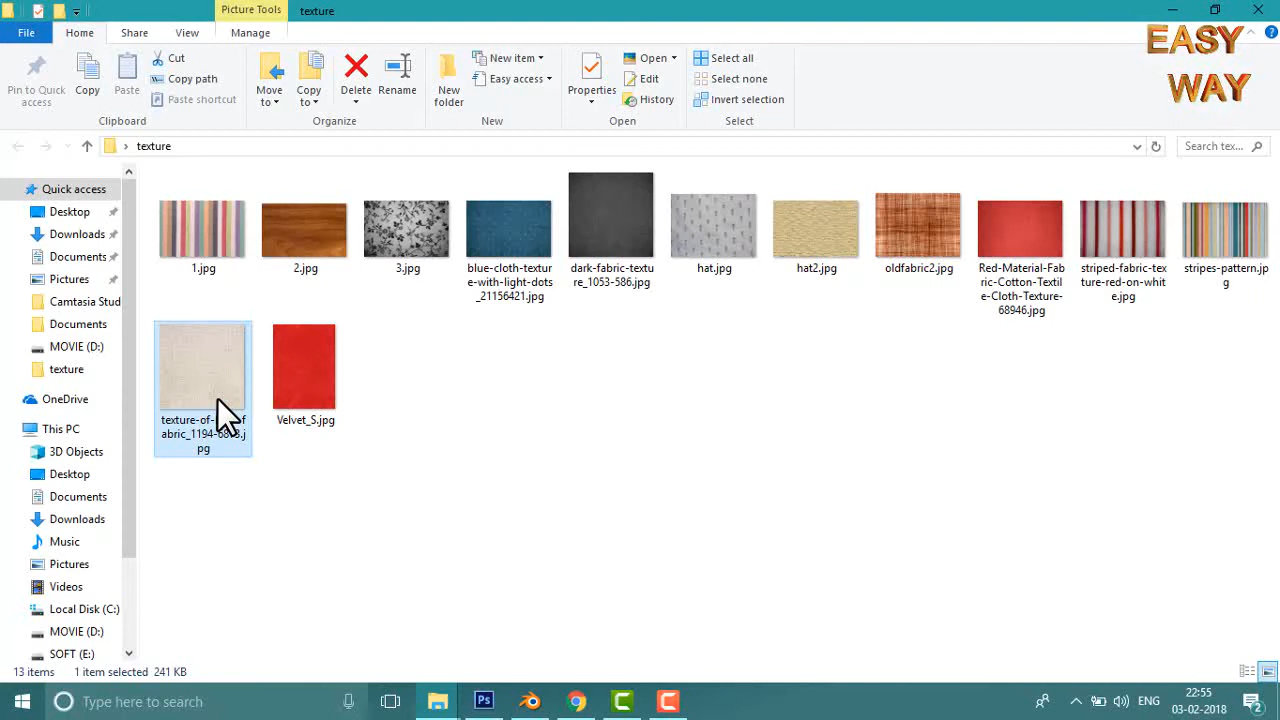 Picture Tools
texture
File
Home
Share
View
Manage
EASY
WAY
Pin to Quick
access
Copy
Paste
Cut
Copy path
Paste shortcut
Clipboard
Move
to
Copy
to
Delete
Rename
Organize
New
folder
New item
Easy access
New
Properties
Open
Edit
History
Open
Select all
Select none
Invert selection
Select
texture
Search tex...
Quick access
Desktop
Downloads
Documents
Pictures
Camtasia Stud
Documents
MOVIE (D:)
texture
OneDrive
This PC
3D Objects
Desktop
Documents
Downloads
Music
Pictures
Videos
Local Disk (C:)
MOVIE (D:)
SOFT (E:)
1.jpg
2.jpg
3.jpg
blue-cloth-textur
e-with-light-dots
_21156421.jpg
dark-fabric-textu
re_1053-586.jpg
hat.jpg
hat2.jpg
oldfabric2.jpg
Red-Material-Fab
ric-Cotton-Textil
e-Cloth-Texture-
68946.jpg
striped-fabric-tex
ture-red-on-whit
e.jpg
stripes-pattern.jp
g
texture-of-
abric_1194-
pg
Velvet_S.jpg
13 items
1 item selected 241 KB
Type here to search
Ps
ENG
22:55
03-02-2018
2